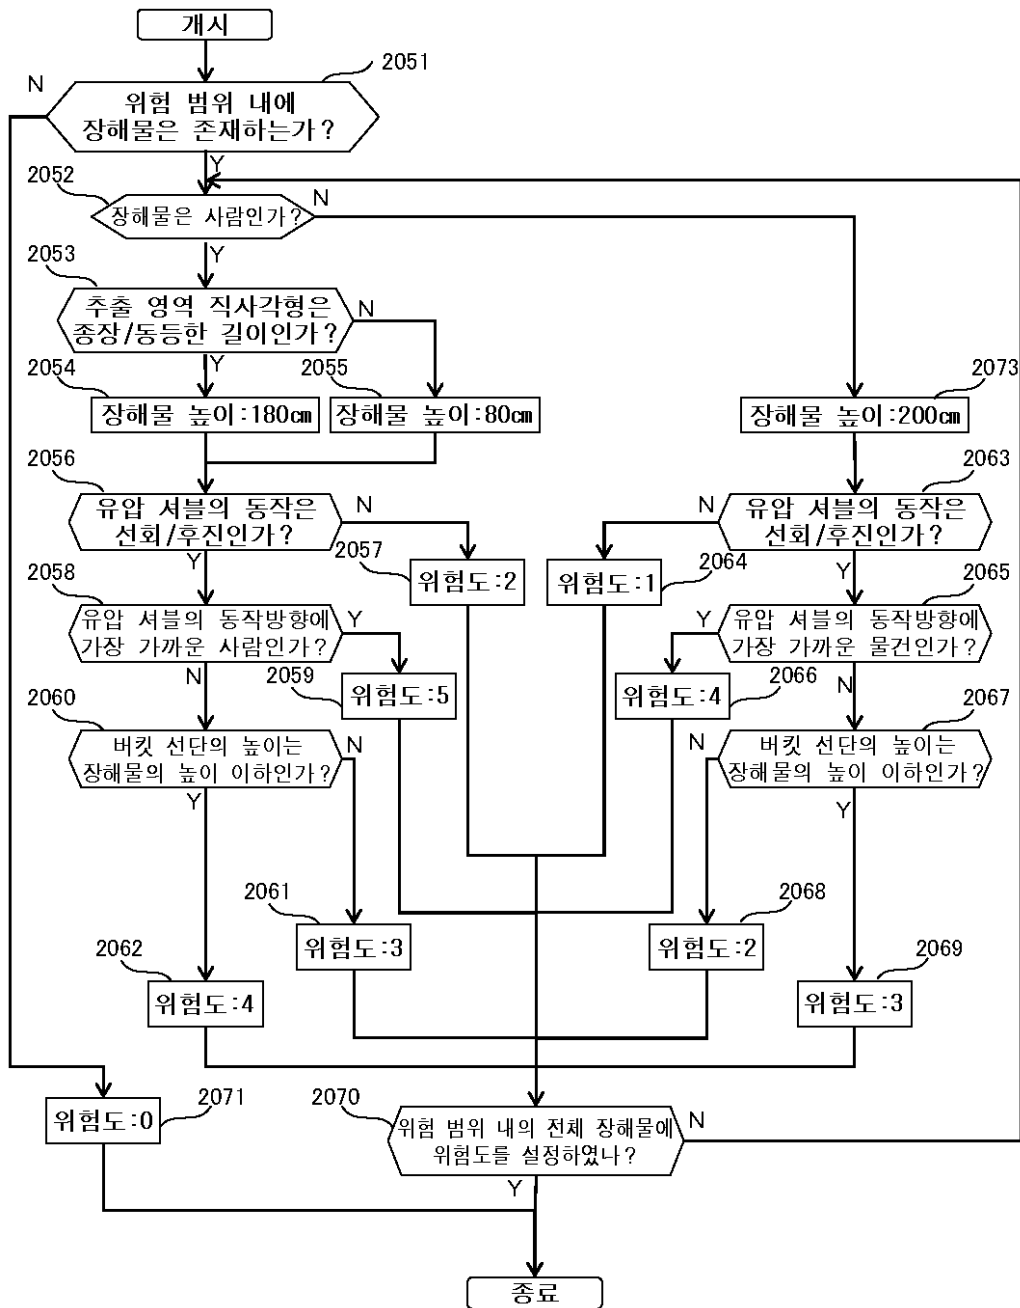 개시
2051
N
위험 범위 내에
장해물은 존재하는가?
Y
2052
장해물은 사람인가?
N
Y
2053
추출 영역 직사각형은
종장/동등한 길이인가?
N
Y
2054
장해물 높이:180cm
2055
장해물 높이:80cm
2073
장해물 높이:200cm
2056
유압 셔블의 동작은
선회/후진인가?
N
Y
2063
유압 셔블의 동작은
선회/후진인가?
N
Y
2057
위험도:2
위험도:1
2064
2058
유압 셔블의 동작방향에
가장 가까운 사람인가?
Y
N
2065
유압 셔블의 동작방향에
가장 가까운 물건인가?
Y
N
2059
위험도:5
위험도:4
2066
2060
버킷 선단의 높이는
장해물의 높이 이하인가?
N
Y
2067
버킷 선단의 높이는
장해물의 높이 이하인가?
N
Y
2061
위험도:3
2068
위험도:2
2062
위험도:4
2069
위험도:3
2071
위험도:0
2070
위험 범위 내의 전체 장해물에
위험도를 설정하였나?
N
Y
종료